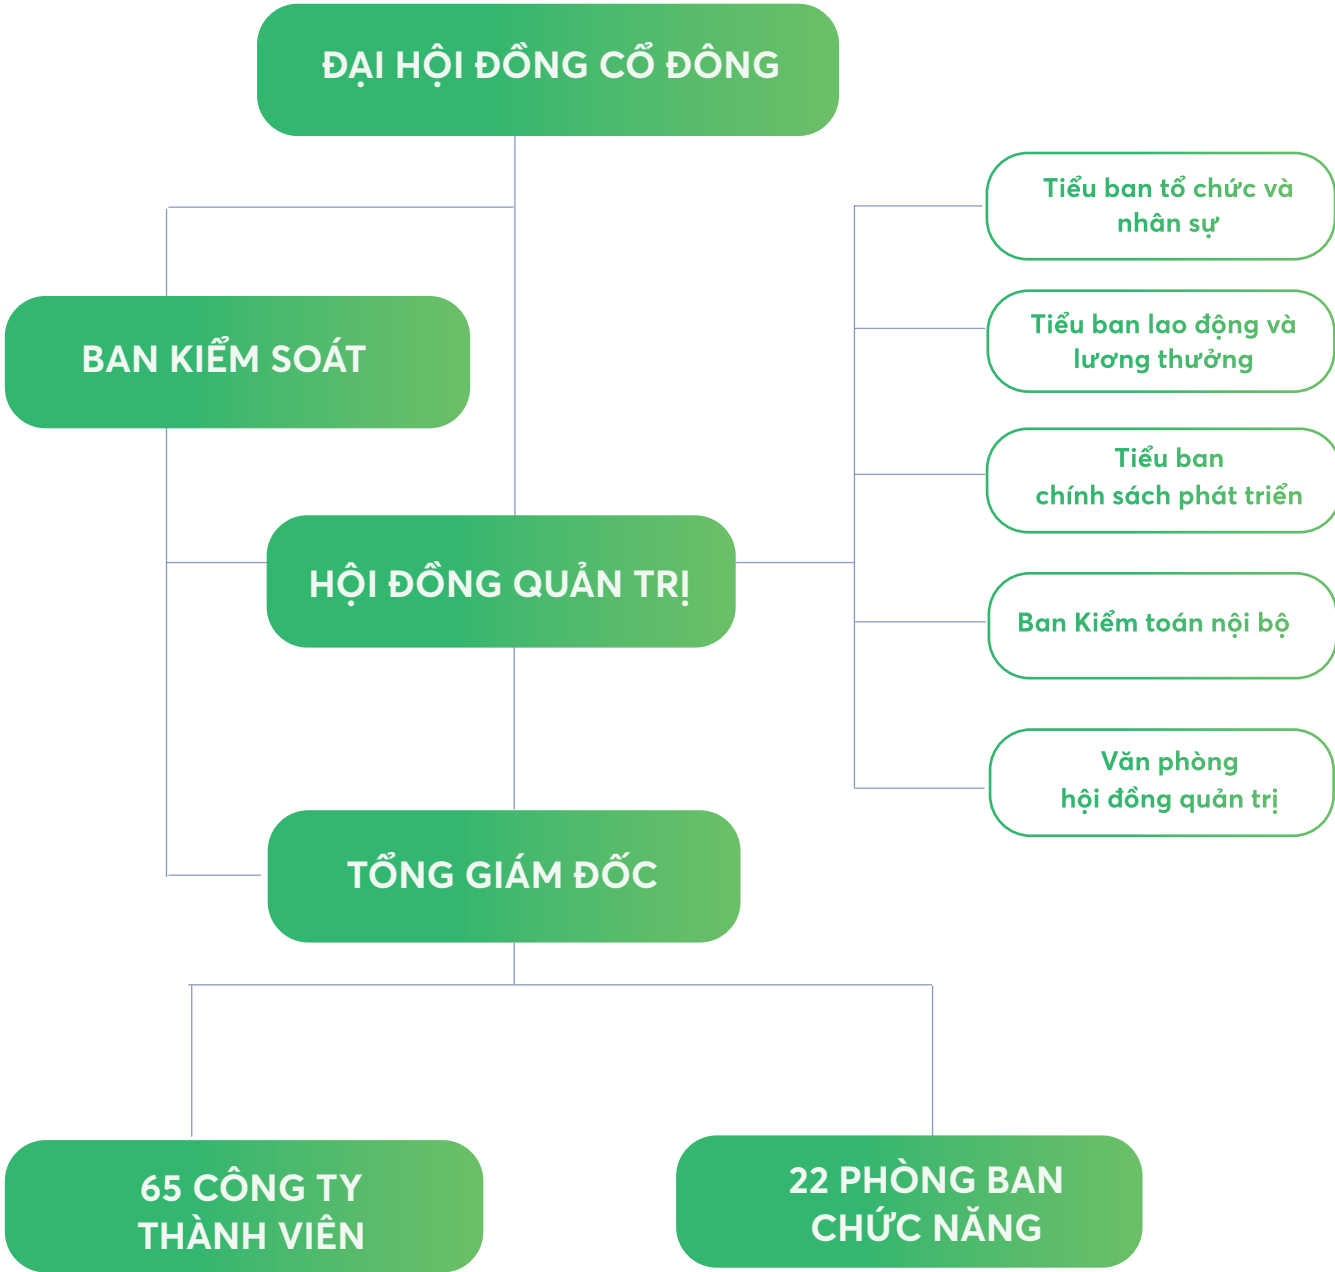 ĐẠI HỘI ĐỒNG CỔ ĐÔNG
Tiểu ban tổ chức và
nhân sự
Tiểu ban lao động và
lương thưởng
BAN KIỂM SOÁT
Tiểu ban
chính sách phát triển
HỘI ĐỒNG QUẢN TRỊ
Ban Kiểm toán nội bộ
Văn phòng
hội đồng quản trị
TỔNG GIÁM ĐỐC
65 CÔNG TY
THÀNH VIÊN
22 PHÒNG BAN
CHỨC NĂNG